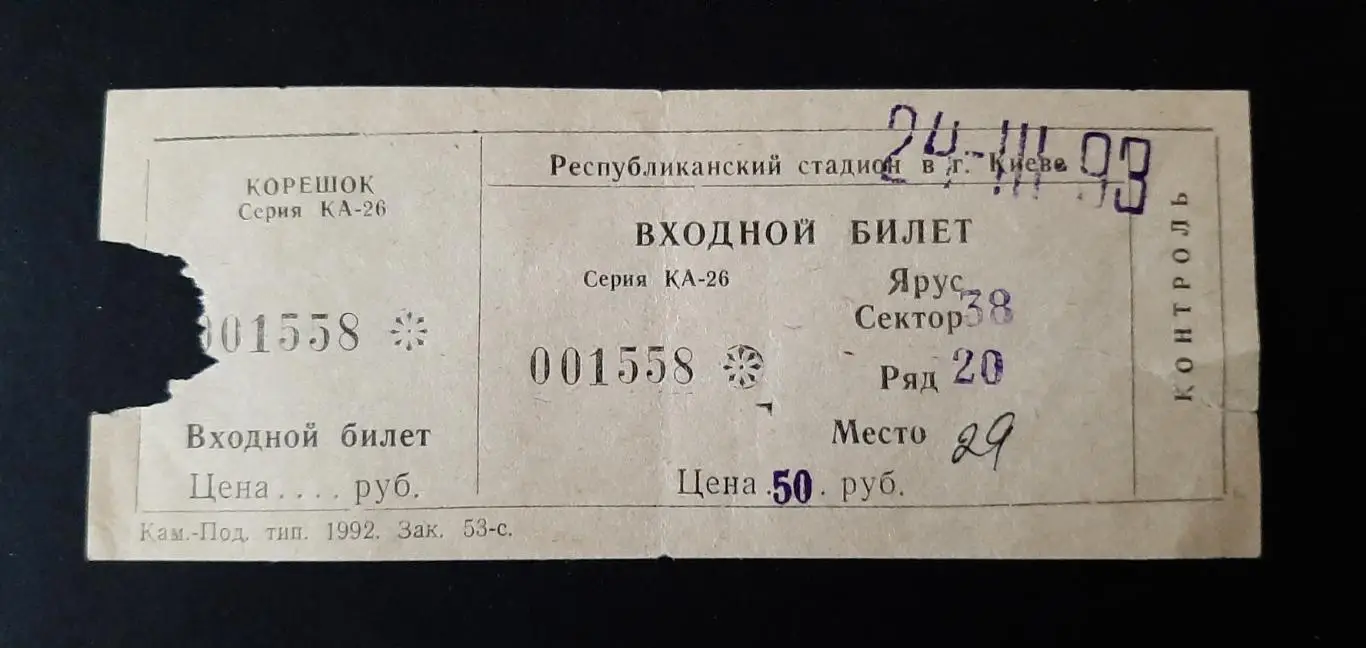 КОРЕШОК
Серия КА-26
001558
Входной билет
Цена .... руб.
Кам.-Под. тип. 1992. Зак. 53-с.
24-III.93
Республиканский стадион в г. Киеве
ВХОДНОЙ БИЛЕТ
Серия КА-26
001558
Ярус
Сектор 38
Ряд 20
Место 29
Цена .50. руб.
КОНТРОЛЬ